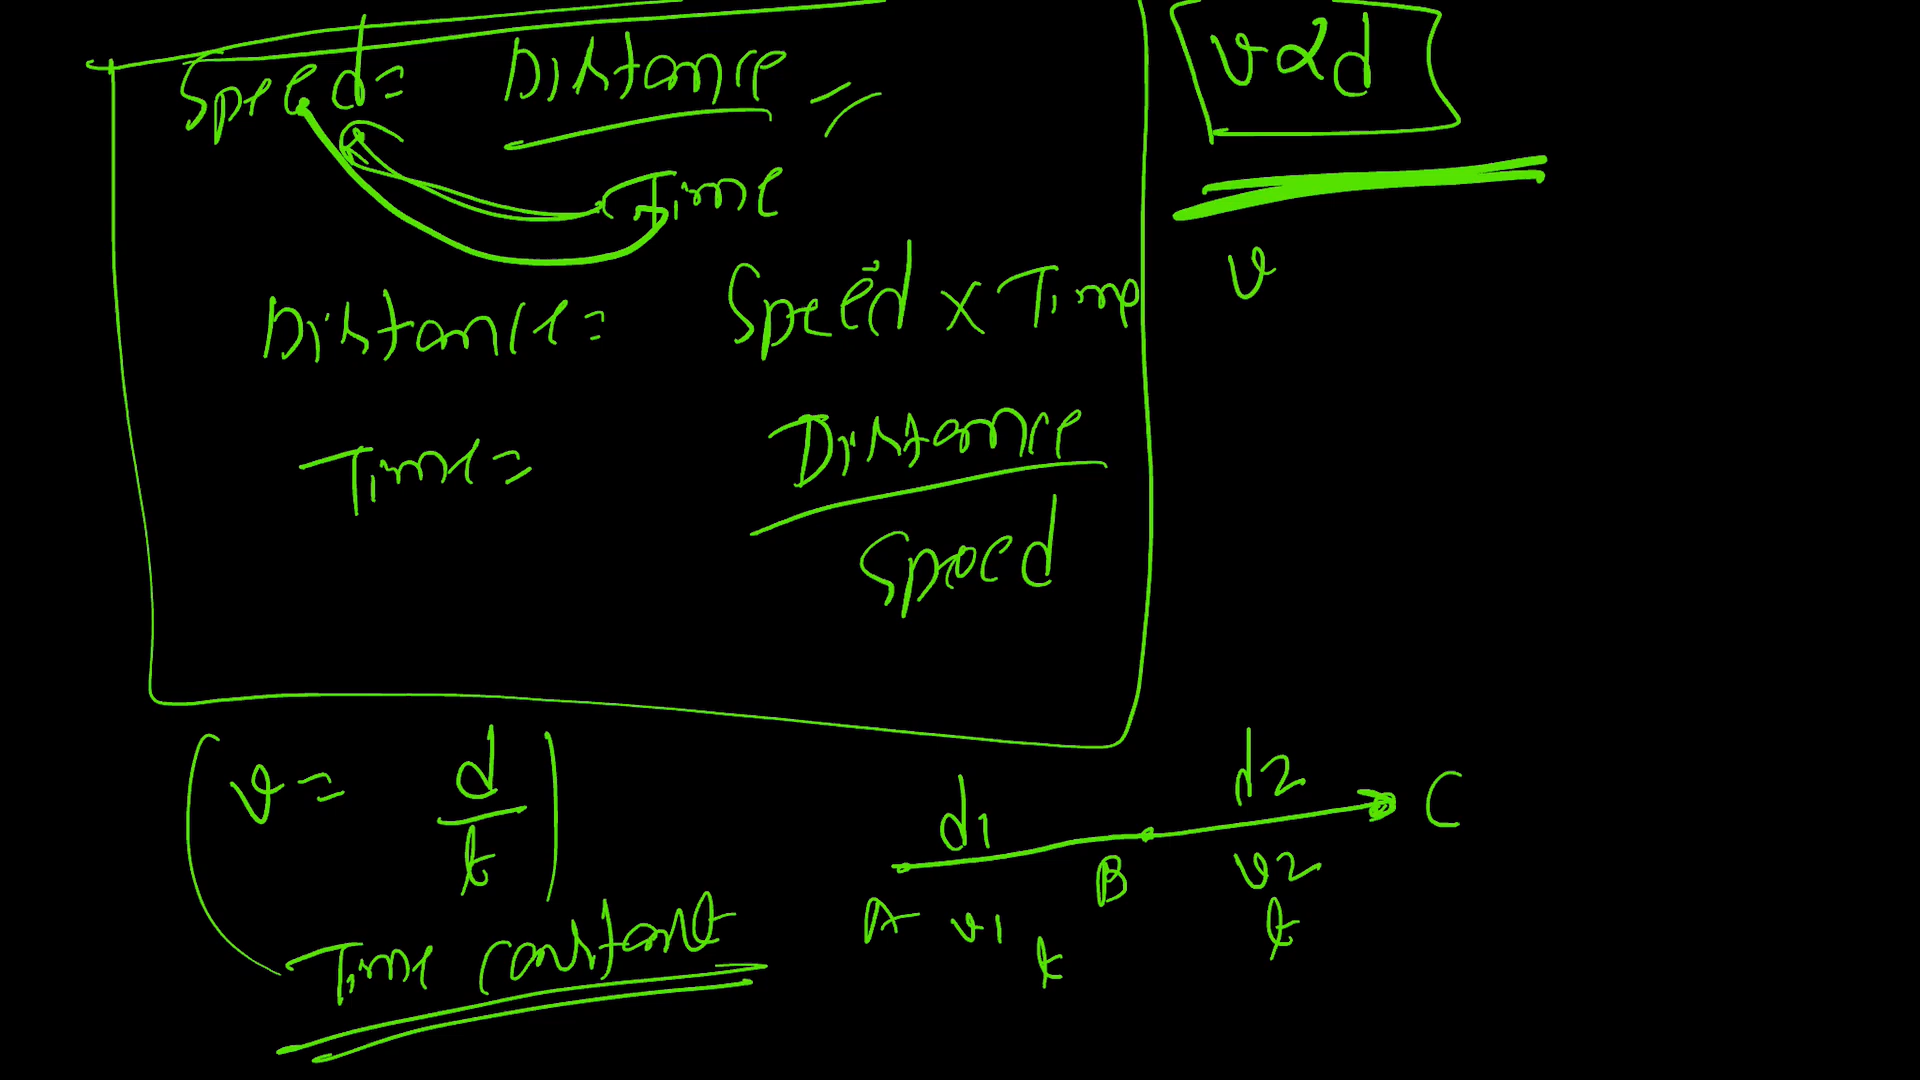 Speed = Distance =
Time
Distance = Speed × Time
Time = Distance
Speed
v ∝ d
v
v = d
t
Time constant
d1 d2
A B C
v1 v2
t t